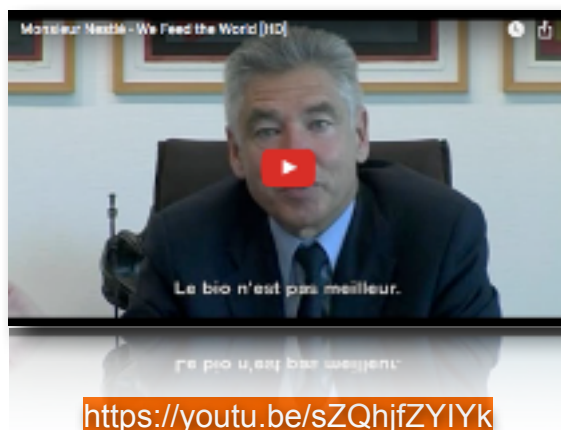 Monsieur Nestlé - We Feed the World [HD]
Le bio n'est pas meilleur.
https://youtu.be/sZQhjfZYIYk